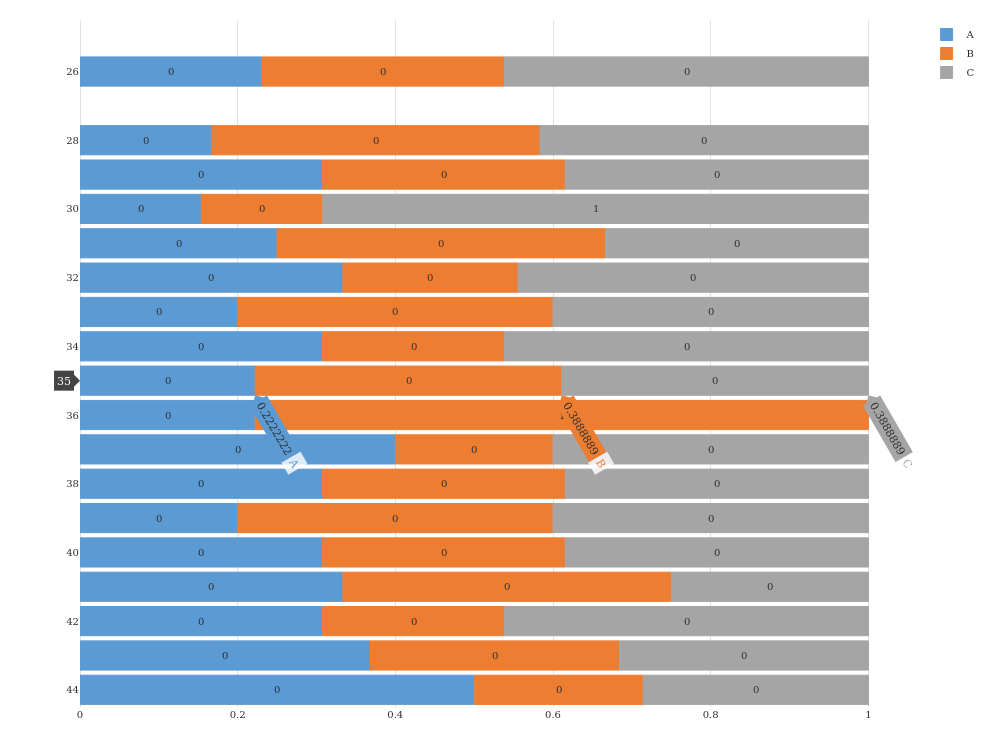 A
B
C
26 0 0 0
28 0 0 0
0 0 0
30 0 0 1
0 0 0
32 0 0 0
0 0 0
34 0 0 0
35 0 0 0
36 0
0.2222222 A
0.3888889 B
0.3888889 C
0 0 0
38 0 0 0
0 0 0
40 0 0 0
0 0 0
42 0 0 0
0 0 0
44 0 0 0
0 0.2 0.4 0.6 0.8 1